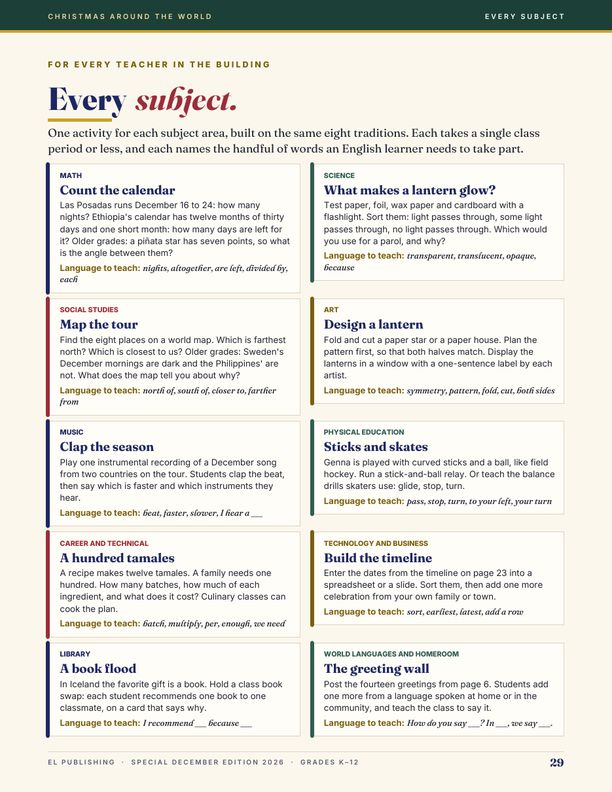 CHRISTMAS AROUND THE WORLD
EVERY SUBJECT
FOR EVERY TEACHER IN THE BUILDING
Every subject.
One activity for each subject area, built on the same eight traditions. Each takes a single class
period or less, and each names the handful of words an English learner needs to take part.
MATH
Count the calendar
Las Posadas runs December 16 to 24: how many
nights? Ethiopia's calendar has twelve months of thirty
days and one short month: how many days are left for
it? Older grades: a piñata star has seven points, so what
is the angle between them?
Language to teach: nights, altogether, are left, divided by,
each
SCIENCE
What makes a lantern glow?
Test paper, foil, wax paper and cardboard with a
flashlight. Sort them: light passes through, some light
passes through, no light passes through. Which would
you use for a parol, and why?
Language to teach: transparent, translucent, opaque,
because
SOCIAL STUDIES
Map the tour
Find the eight places on a world map. Which is farthest
north? Which is closest to us? Older grades: Sweden's
December mornings are dark and the Philippines' are
not. What does the map tell you about why?
Language to teach: north of, south of, closer to, farther
from
ART
Design a lantern
Fold and cut a paper star or a paper house. Plan the
pattern first, so that both halves match. Display the
lanterns in a window with a one-sentence label by each
artist.
Language to teach: symmetry, pattern, fold, cut, both sides
MUSIC
Clap the season
Play one instrumental recording of a December song
from two countries on the tour. Students clap the beat,
then say which is faster and which instruments they
hear.
Language to teach: beat, faster, slower, I hear a __
PHYSICAL EDUCATION
Sticks and skates
Genna is played with curved sticks and a ball, like field
hockey. Run a stick-and-ball relay. Or teach the balance
drills skaters use: glide, stop, turn.
Language to teach: pass, stop, turn, to your left, your turn
CAREER AND TECHNICAL
A hundred tamales
A recipe makes twelve tamales. A family needs one
hundred. How many batches, how much of each
ingredient, and what does it cost? Culinary classes can
cook the plan.
Language to teach: batch, multiply, per, enough, we need
TECHNOLOGY AND BUSINESS
Build the timeline
Enter the dates from the timeline on page 23 into a
spreadsheet or a slide. Sort them, then add one more
celebration from your own family or town.
Language to teach: sort, earliest, latest, add a row
LIBRARY
A book flood
In Iceland the favorite gift is a book. Hold a class book
swap: each student recommends one book to one
classmate, on a card that says why.
Language to teach: I recommend __ because __
WORLD LANGUAGES AND HOMEROOM
The greeting wall
Post the fourteen greetings from page 6. Students add
one more from a language spoken at home or in the
community, and teach the class to say it.
Language to teach: How do you say __? In __, we say __.
EL PUBLISHING · SPECIAL DECEMBER EDITION 2026 · GRADES K–12
29